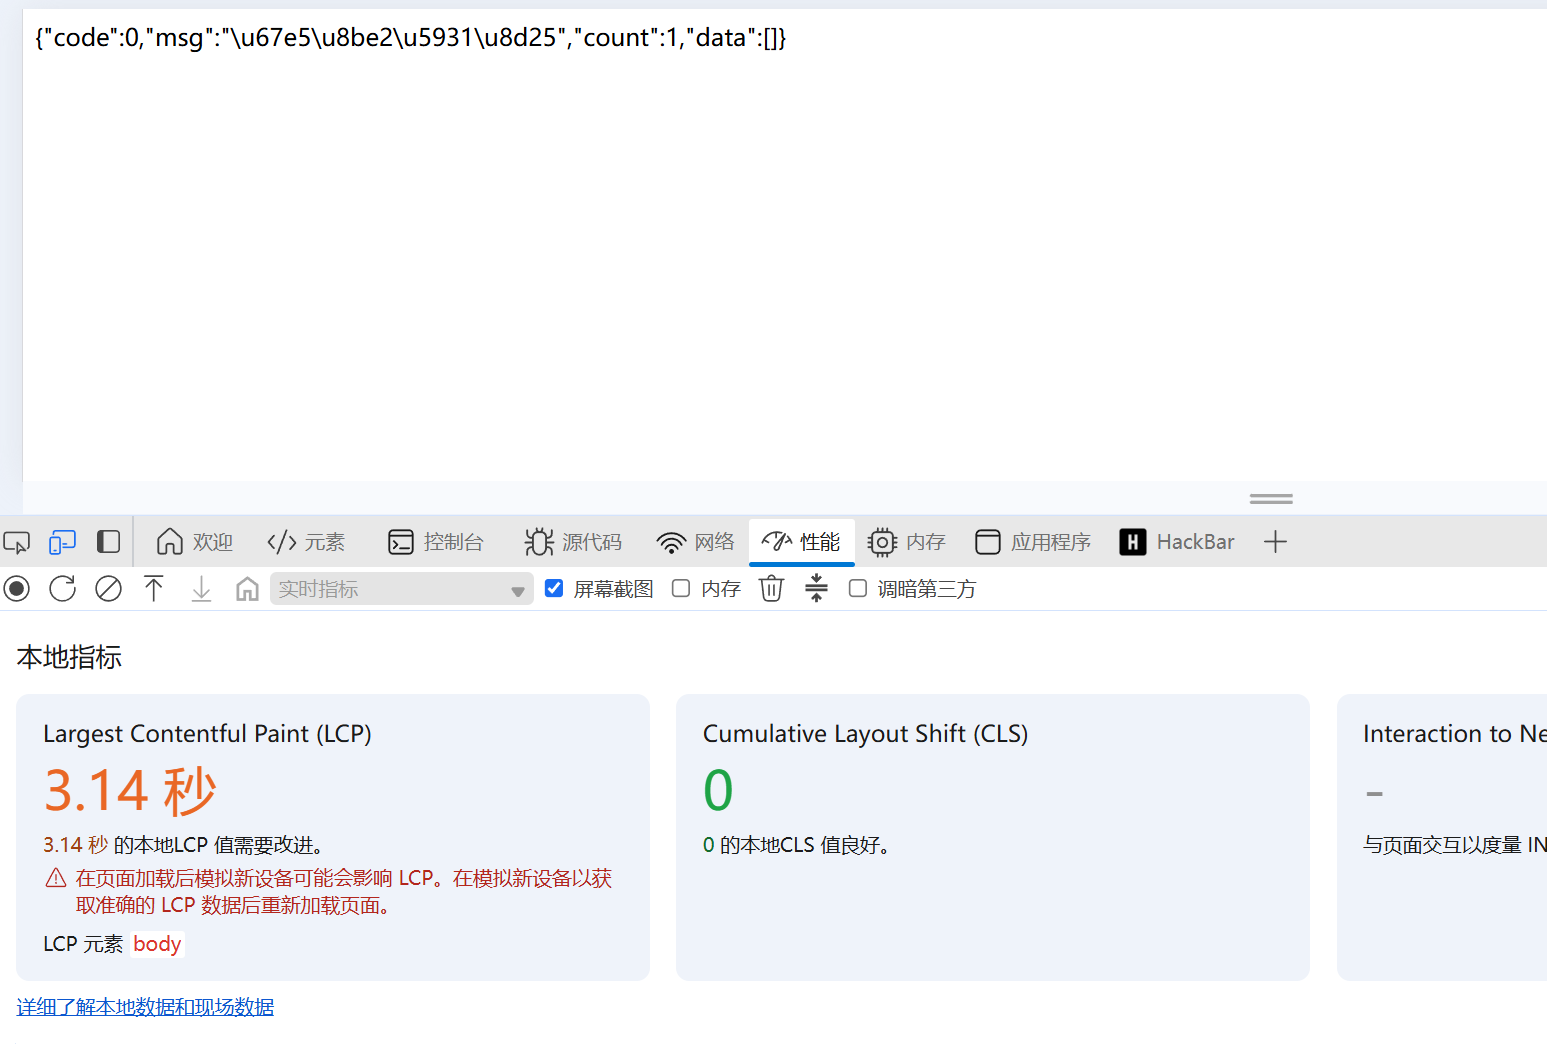 {"code":0,"msg":"\u67e5\u8be2\u5931\u8d25","count":1,"data":[]}
欢迎 </> 元素 控制台 源代码 网络 性能 内存 应用程序 H HackBar
实时指标 屏幕截图 内存 调暗第三方
本地指标
Largest Contentful Paint (LCP)
3.14 秒
3.14 秒 的本地LCP 值需要改进。
在页面加载后模拟新设备可能会影响 LCP。在模拟新设备以获
取准确的 LCP 数据后重新加载页面。
LCP 元素 body
Cumulative Layout Shift (CLS)
0
0 的本地CLS 值良好。
Interaction to Ne
-
与页面交互以度量 IN
详细了解本地数据和现场数据